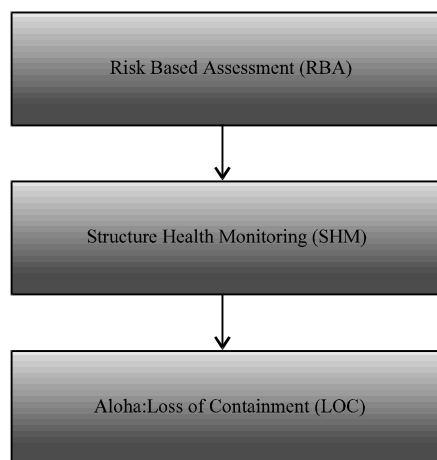 Risk Based Assessment (RBA)
Structure Health Monitoring (SHM)
Aloha:Loss of Containment (LOC)